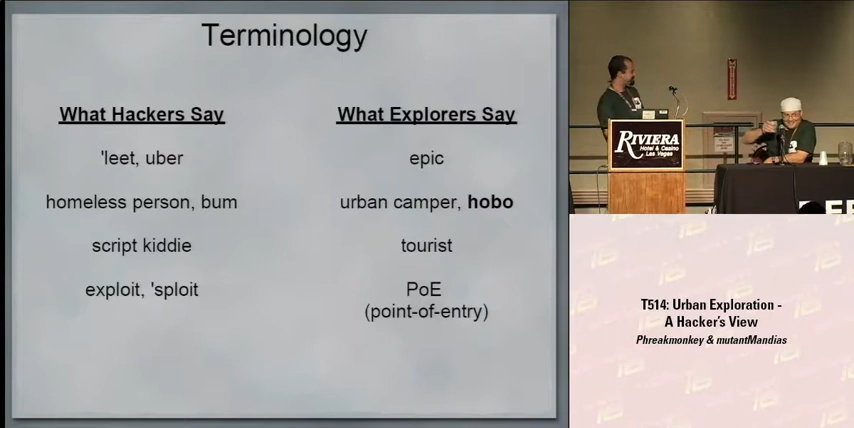 Terminology
What Hackers Say
What Explorers Say
'leet, uber
epic
homeless person, bum
urban camper, hobo
script kiddie
tourist
exploit, 'sploit
PoE
(point-of-entry)
RIVIERA
Hotel & Casino
Las Vegas
T514: Urban Exploration -
A Hacker's View
Phreakmonkey & mutantMandias